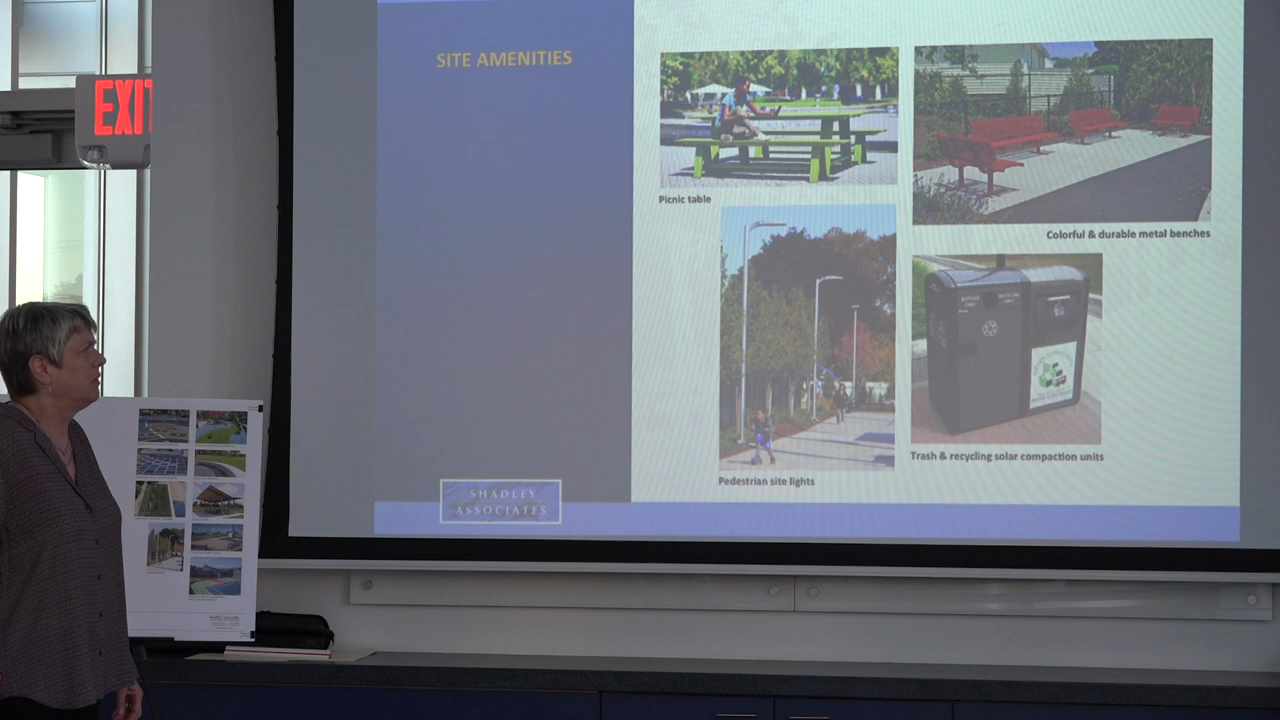 EXIT
SITE AMENITIES
Picnic table
Colorful & durable metal benches
Pedestrian site lights
Trash & recycling solar compaction units
SHADLEY
ASSOCIATES